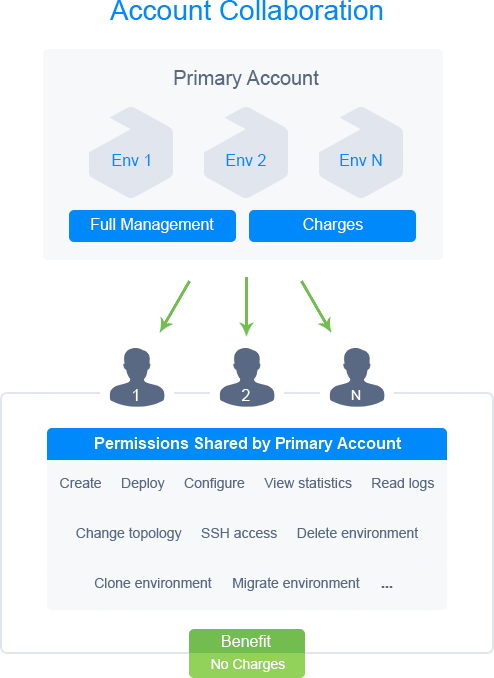 Account Collaboration
Primary Account
Env 1 Env 2 Env N
Full Management Charges
1 2 N
Permissions Shared by Primary Account
Create Deploy Configure View statistics Read logs
Change topology SSH access Delete environment
Clone environment Migrate environment ...
Benefit
No Charges